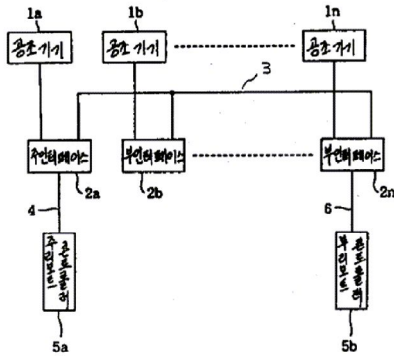 1a
1b
1n
공조기기
공조기기
공조기기
3
주인터페이스
부인터페이스
부인터페이스
2a
2b
2n
4
6
주리모트
콘트롤러
부리모트
콘트롤러
5a
5b